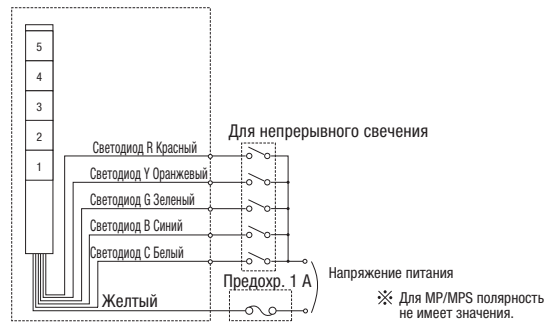 5
4
3
2
1
Для непрерывного свечения
Светодиод R Красный
Светодиод Y Оранжевый
Светодиод G Зеленый
Светодиод B Синий
Светодиод C Белый
Предохр. 1 А
Желтый
Напряжение питания
※ Для MP/MPS полярность
не имеет значения.